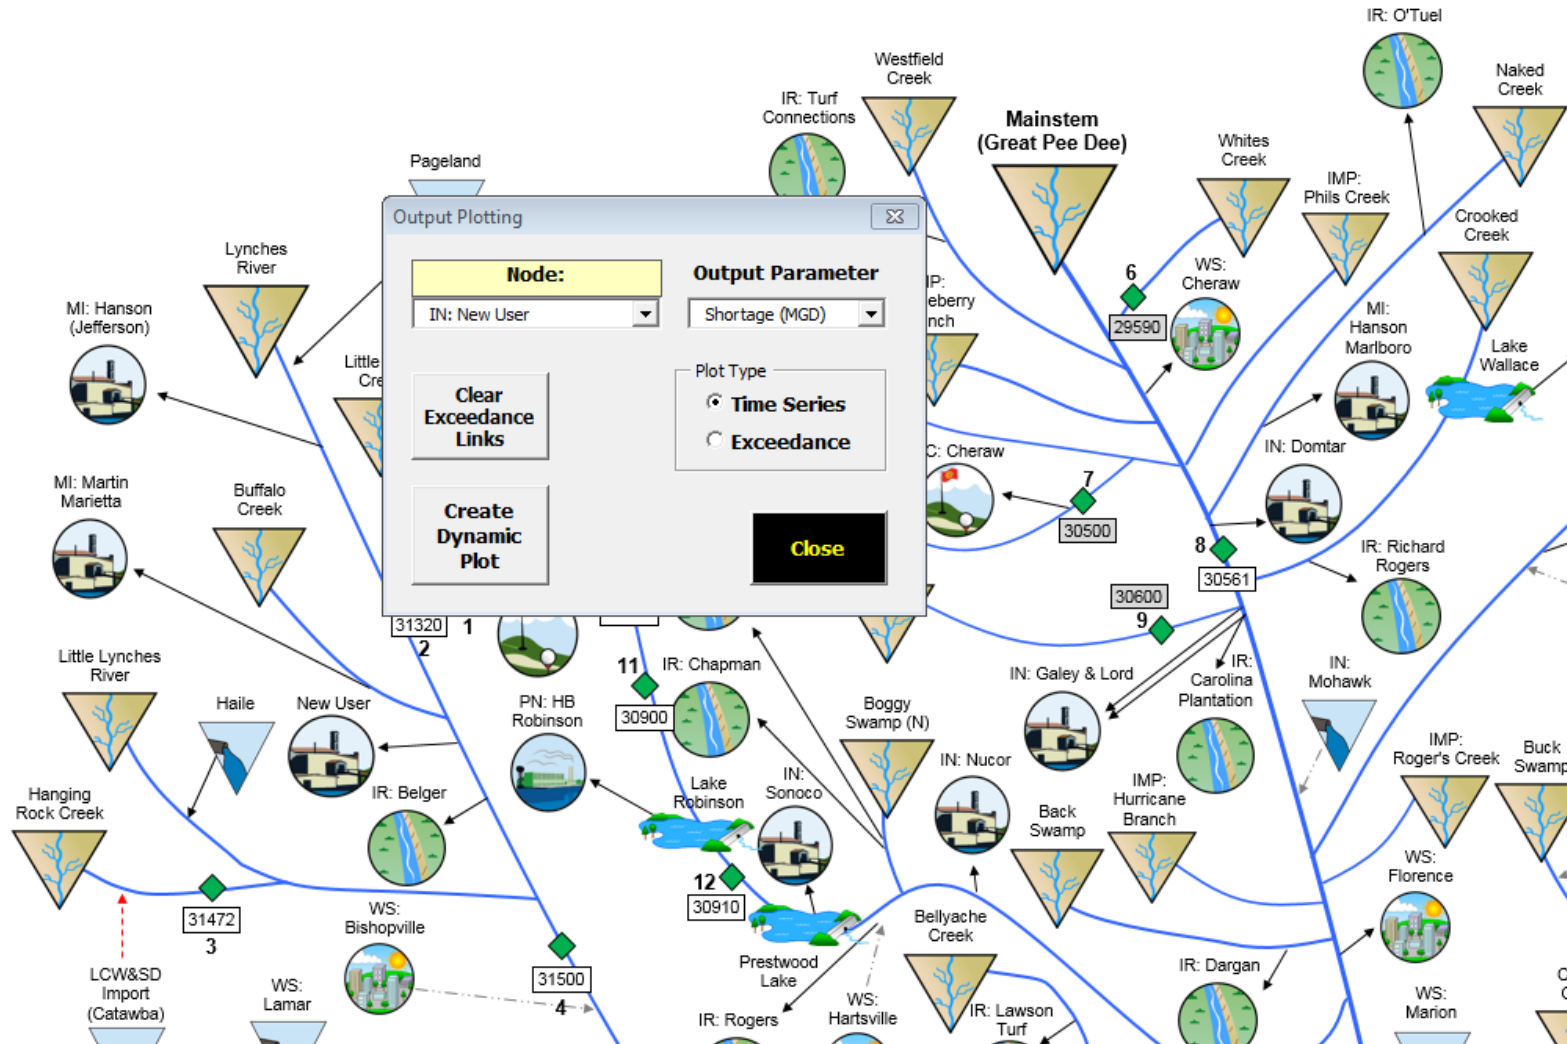 IR: O'Tuel
Westfield
Creek
Naked
Creek
IR: Turf
Connections
Mainstem
(Great Pee Dee)
Whites
Creek
Pageland
IMP:
Phils Creek
Output Plotting
Crooked
Creek
Lynches
River
Node:
IN: New User
Output Parameter
Shortage (MGD)
6
29590
WS:
Cheraw
MI: Hanson
(Jefferson)
MI:
Hanson
Marlboro
Lake
Wallace
Little
Plot Type
Time Series
Exceedance
Clear
Exceedance
Links
IN: Domtar
C: Cheraw
7
30500
MI: Martin
Marietta
Buffalo
Creek
Create
Dynamic
Plot
Close
8
30561
IR: Richard
Rogers
30600
9
31320
2
1
Little Lynches
River
11
30900
IR: Chapman
IN: Galey & Lord
IR:
Carolina
Plantation
IN:
Mohawk
Haile
New User
PN: HB
Robinson
Boggy
Swamp (N)
IMP:
Roger's Creek
Buck
Swamp
IN: Nucor
IMP:
Hurricane
Branch
Hanging
Rock Creek
IR: Belger
Lake
Robinson
IN:
Sonoco
Back
Swamp
WS:
Florence
12
30910
31472
3
WS:
Bishopville
Bellyache
Creek
31500
4
Prestwood
Lake
IR: Dargan
LCW&SD
Import
(Catawba)
WS:
Lamar
IR: Rogers
WS:
Hartsville
IR: Lawson
Turf
WS:
Marion